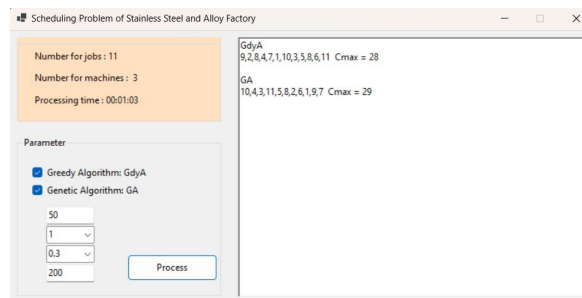 Scheduling Problem of Stainless Steel and Alloy Factory
Number for jobs : 11
Number for machines : 3
Processing time : 00:01:03
Parameter
Greedy Algorithm: GdyA
Genetic Algorithm: GA
50
1
0.3
200
Process
GdyA
9,2,8,4,7,1,10,3,5,8,6,11 Cmax = 28
GA
10,4,3,11,5,8,2,6,1,9,7 Cmax = 29